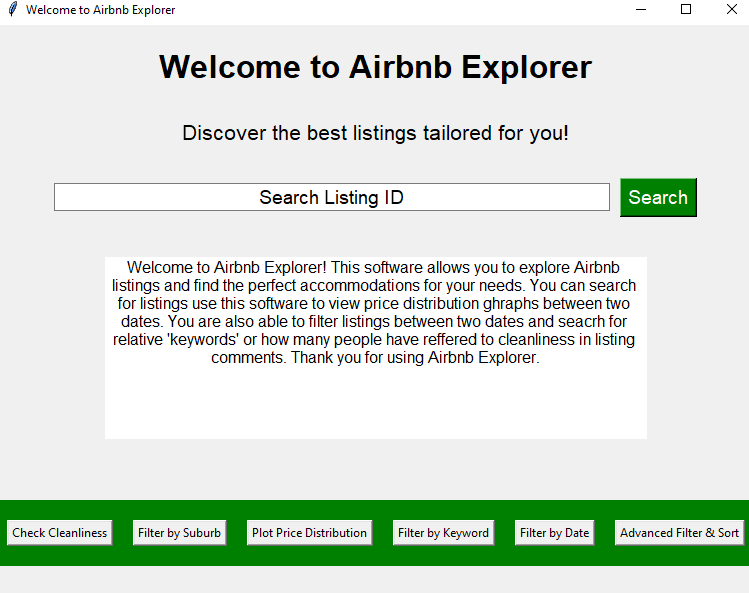 Welcome to Airbnb Explorer
Welcome to Airbnb Explorer
Discover the best listings tailored for you!
Search Listing ID
Search
Welcome to Airbnb Explorer! This software allows you to explore Airbnb
listings and find the perfect accommodations for your needs. You can search
for listings use this software to view price distribution ghraphs between two
dates. You are also able to filter listings between two dates and seacrh for
relative 'keywords' or how many people have reffered to cleanliness in listing
comments. Thank you for using Airbnb Explorer.
Check Cleanliness
Filter by Suburb
Plot Price Distribution
Filter by Keyword
Filter by Date
Advanced Filter & Sort